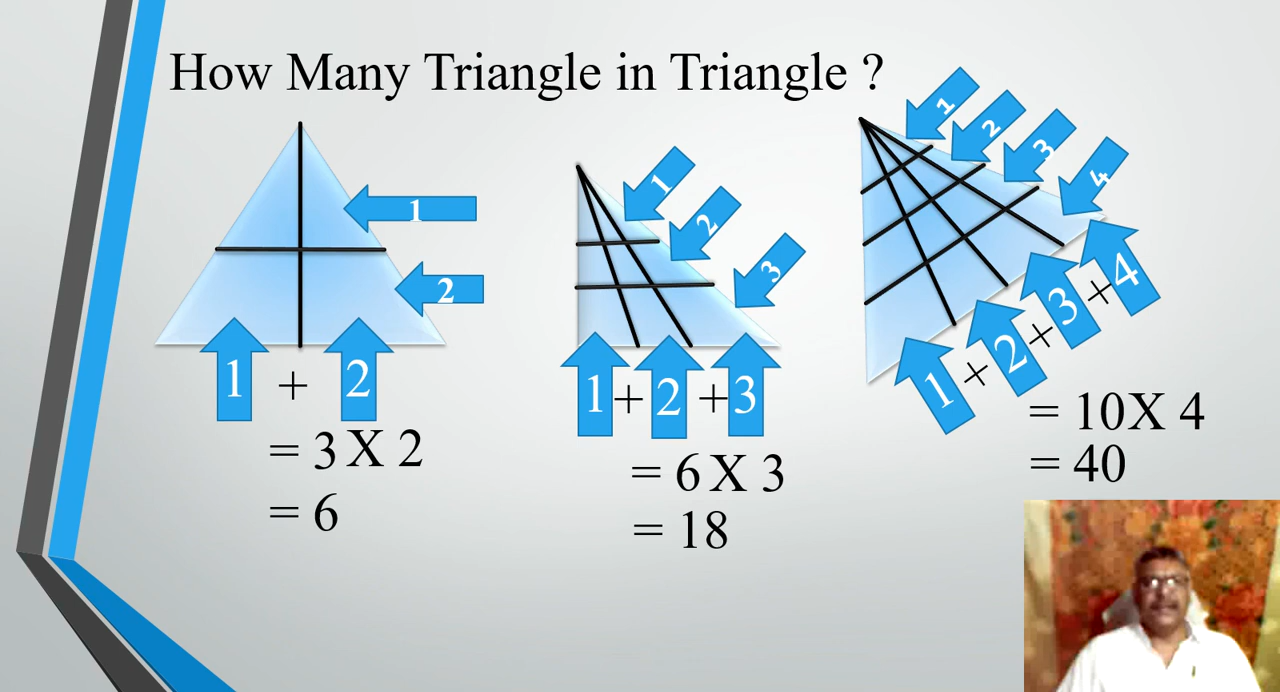 How Many Triangle in Triangle ?
1
2
1 + 2
= 3 X 2
= 6
1
2
3
1 + 2 + 3
= 6 X 3
= 18
1
2
3
4
1 + 2 + 3 + 4
= 10 X 4
= 40